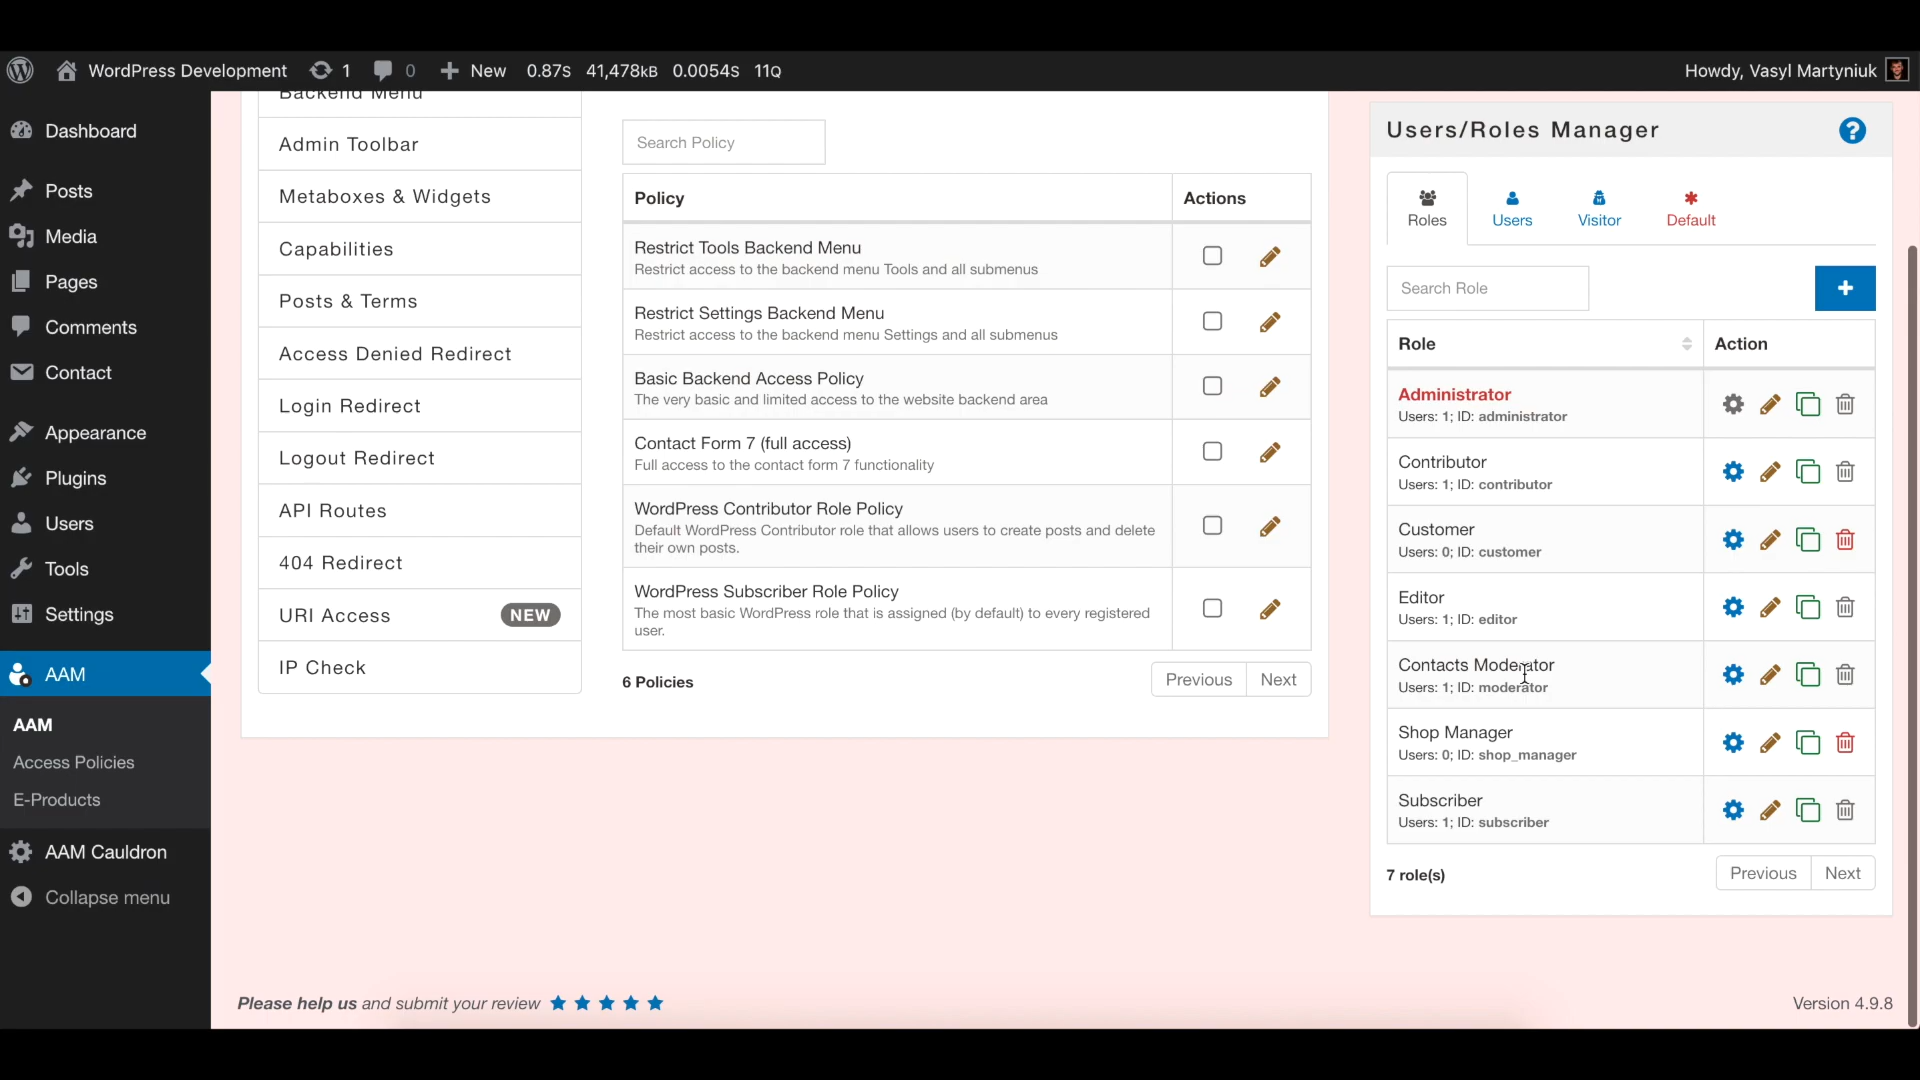 WordPress Development 1 0 New 0.87s 41,478kB 0.0054s 11Q
Howdy, Vasyl Martyniuk
Dashboard
Posts
Media
Pages
Comments
Contact
Appearance
Plugins
Users
Tools
Settings
AAM
AAM
Access Policies
E-Products
AAM Cauldron
Collapse menu
Backend Menu
Admin Toolbar
Metaboxes & Widgets
Capabilities
Posts & Terms
Access Denied Redirect
Login Redirect
Logout Redirect
API Routes
404 Redirect
URI Access NEW
IP Check
Search Policy
Policy Actions
Restrict Tools Backend Menu
Restrict access to the backend menu Tools and all submenus
Restrict Settings Backend Menu
Restrict access to the backend menu Settings and all submenus
Basic Backend Access Policy
The very basic and limited access to the website backend area
Contact Form 7 (full access)
Full access to the contact form 7 functionality
WordPress Contributor Role Policy
Default WordPress Contributor role that allows users to create posts and delete
their own posts.
WordPress Subscriber Role Policy
The most basic WordPress role that is assigned (by default) to every registered
user.
6 Policies
Previous Next
Users/Roles Manager ?
Roles Users Visitor Default
Search Role +
Role Action
Administrator
Users: 1; ID: administrator
Contributor
Users: 1; ID: contributor
Customer
Users: 0; ID: customer
Editor
Users: 1; ID: editor
Contacts Moderator
Users: 1; ID: moderator
Shop Manager
Users: 0; ID: shop_manager
Subscriber
Users: 1; ID: subscriber
7 role(s)
Previous Next
Please help us and submit your review
Version 4.9.8